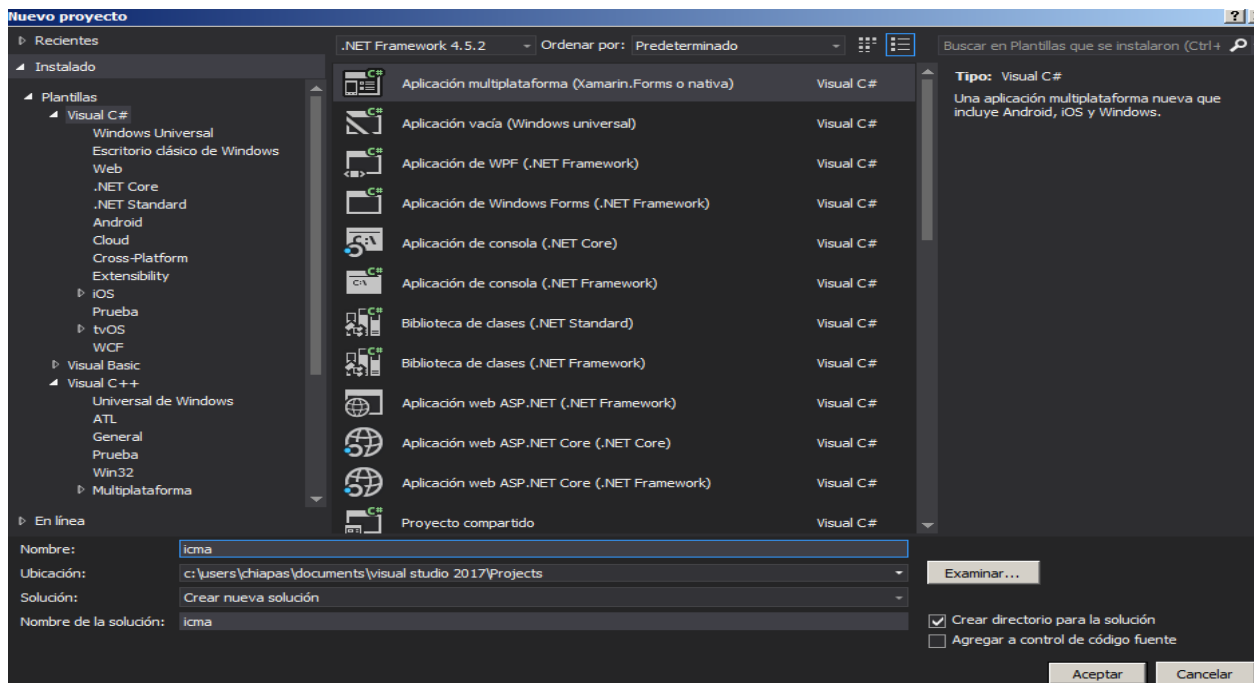 Nuevo proyecto
?
Recientes
Instalado
Plantillas
Visual C#
Windows Universal
Escritorio clásico de Windows
Web
.NET Core
.NET Standard
Android
Cloud
Cross-Platform
Extensibility
iOS
Prueba
tvOS
WCF
Visual Basic
Visual C++
Universal de Windows
ATL
General
Prueba
Win32
Multiplataforma
En línea
.NET Framework 4.5.2
Ordenar por: Predeterminado
Aplicación multiplataforma (Xamarin.Forms o nativa) Visual C#
Aplicación vacía (Windows universal) Visual C#
Aplicación de WPF (.NET Framework) Visual C#
Aplicación de Windows Forms (.NET Framework) Visual C#
Aplicación de consola (.NET Core) Visual C#
Aplicación de consola (.NET Framework) Visual C#
Biblioteca de clases (.NET Standard) Visual C#
Biblioteca de clases (.NET Framework) Visual C#
Aplicación web ASP.NET (.NET Framework) Visual C#
Aplicación web ASP.NET Core (.NET Core) Visual C#
Aplicación web ASP.NET Core (.NET Framework) Visual C#
Proyecto compartido Visual C#
Buscar en Plantillas que se instalaron (Ctrl+
Tipo: Visual C#
Una aplicación multiplataforma nueva que
incluye Android, iOS y Windows.
Nombre: icma
Ubicación: c:\users\chiapas\documents\visual studio 2017\Projects
Examinar...
Solución: Crear nueva solución
Nombre de la solución: icma
Crear directorio para la solución
Agregar a control de código fuente
Aceptar
Cancelar